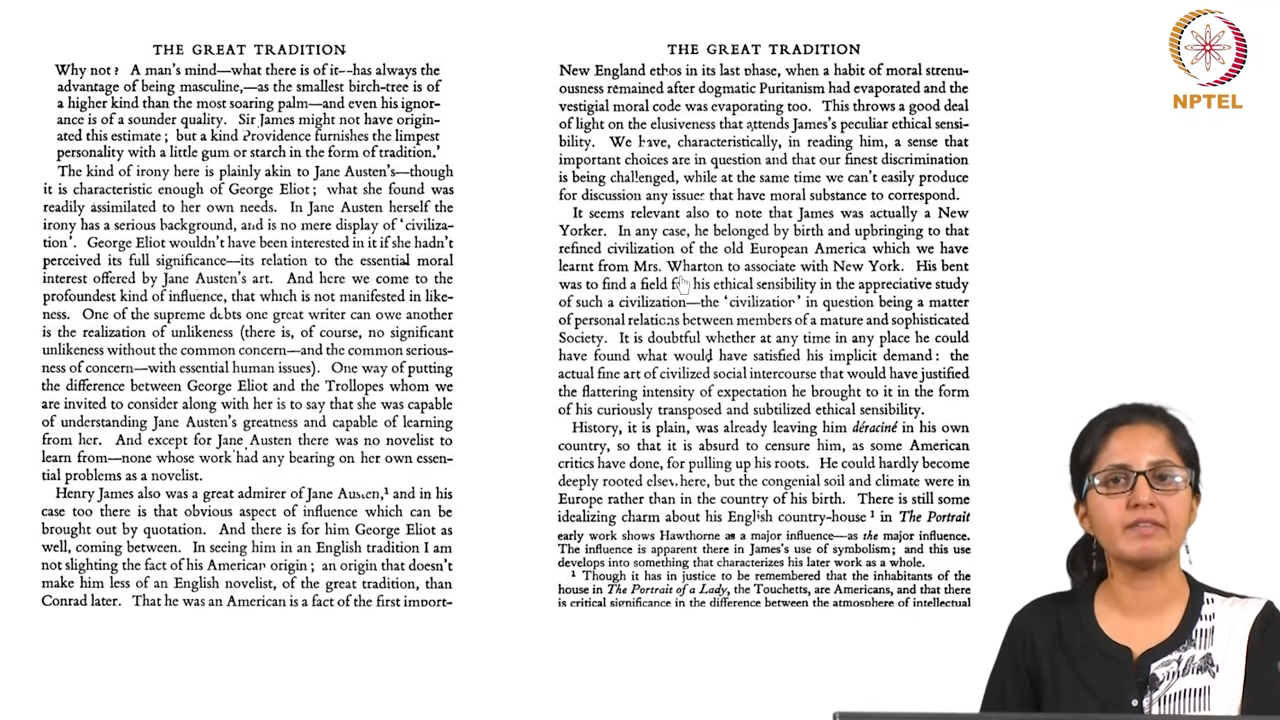 THE GREAT TRADITION
Why not? A man's mind—what there is of it—has always the
advantage of being masculine,—as the smallest birch-tree is of
a higher kind than the most soaring palm—and even his ignor-
ance is of a sounder quality. Sir James might not have origin-
ated this estimate; but a kind Providence furnishes the limpest
personality with a little gum or starch in the form of tradition.'
The kind of irony here is plainly akin to Jane Austen's—though
it is characteristic enough of George Eliot; what she found was
readily assimilated to her own needs. In Jane Austen herself the
irony has a serious background, and is no mere display of 'civiliza-
tion'. George Eliot wouldn't have been interested in it if she hadn't
perceived its full significance—its relation to the essential moral
interest offered by Jane Austen's art. And here we come to the
profoundest kind of influence, that which is not manifested in like-
ness. One of the supreme debts one great writer can owe another
is the realization of unlikeness (there is, of course, no significant
unlikeness without the common concern—and the common serious-
ness of concern—with essential human issues). One way of putting
the difference between George Eliot and the Trollopes whom we
are invited to consider along with her is to say that she was capable
of understanding Jane Austen's greatness and capable of learning
from her. And except for Jane Austen there was no novelist to
learn from—none whose work had any bearing on her own essen-
tial problems as a novelist.
Henry James also was a great admirer of Jane Austen,¹ and in his
case too there is that obvious aspect of influence which can be
brought out by quotation. And there is for him George Eliot as
well, coming between. In seeing him in an English tradition I am
not slighting the fact of his American origin; an origin that doesn't
make him less of an English novelist, of the great tradition, than
Conrad later. That he was an American is a fact of the first import-
THE GREAT TRADITION
New England ethos in its last phase, when a habit of moral strenu-
ousness remained after dogmatic Puritanism had evaporated and the
vestigial moral code was evaporating too. This throws a good deal
of light on the elusiveness that attends James's peculiar ethical sensi-
bility. We have, characteristically, in reading him, a sense that
important choices are in question and that our finest discrimination
is being challenged, while at the same time we can't easily produce
for discussion any issues that have moral substance to correspond.
It seems relevant also to note that James was actually a New
Yorker. In any case, he belonged by birth and upbringing to that
refined civilization of the old European America which we have
learnt from Mrs. Wharton to associate with New York. His bent
was to find a field for his ethical sensibility in the appreciative study
of such a civilization—the 'civilization' in question being a matter
of personal relations between members of a mature and sophisticated
Society. It is doubtful whether at any time in any place he could
have found what would have satisfied his implicit demand: the
actual fine art of civilized social intercourse that would have justified
the flattering intensity of expectation he brought to it in the form
of his curiously transposed and subtilized ethical sensibility.
History, it is plain, was already leaving him déraciné in his own
country, so that it is absurd to censure him, as some American
critics have done, for pulling up his roots. He could hardly become
deeply rooted elsewhere, but the congenial soil and climate were in
Europe rather than in the country of his birth. There is still some
idealizing charm about his English country-house ¹ in The Portrait
early work shows Hawthorne as a major influence—as the major influence.
The influence is apparent there in James's use of symbolism; and this use
develops into something that characterizes his later work as a whole.
¹ Though it has in justice to be remembered that the inhabitants of the
house in The Portrait of a Lady, the Touchetts, are Americans, and that there
is critical significance in the difference between the atmosphere of intellectual
NPTEL